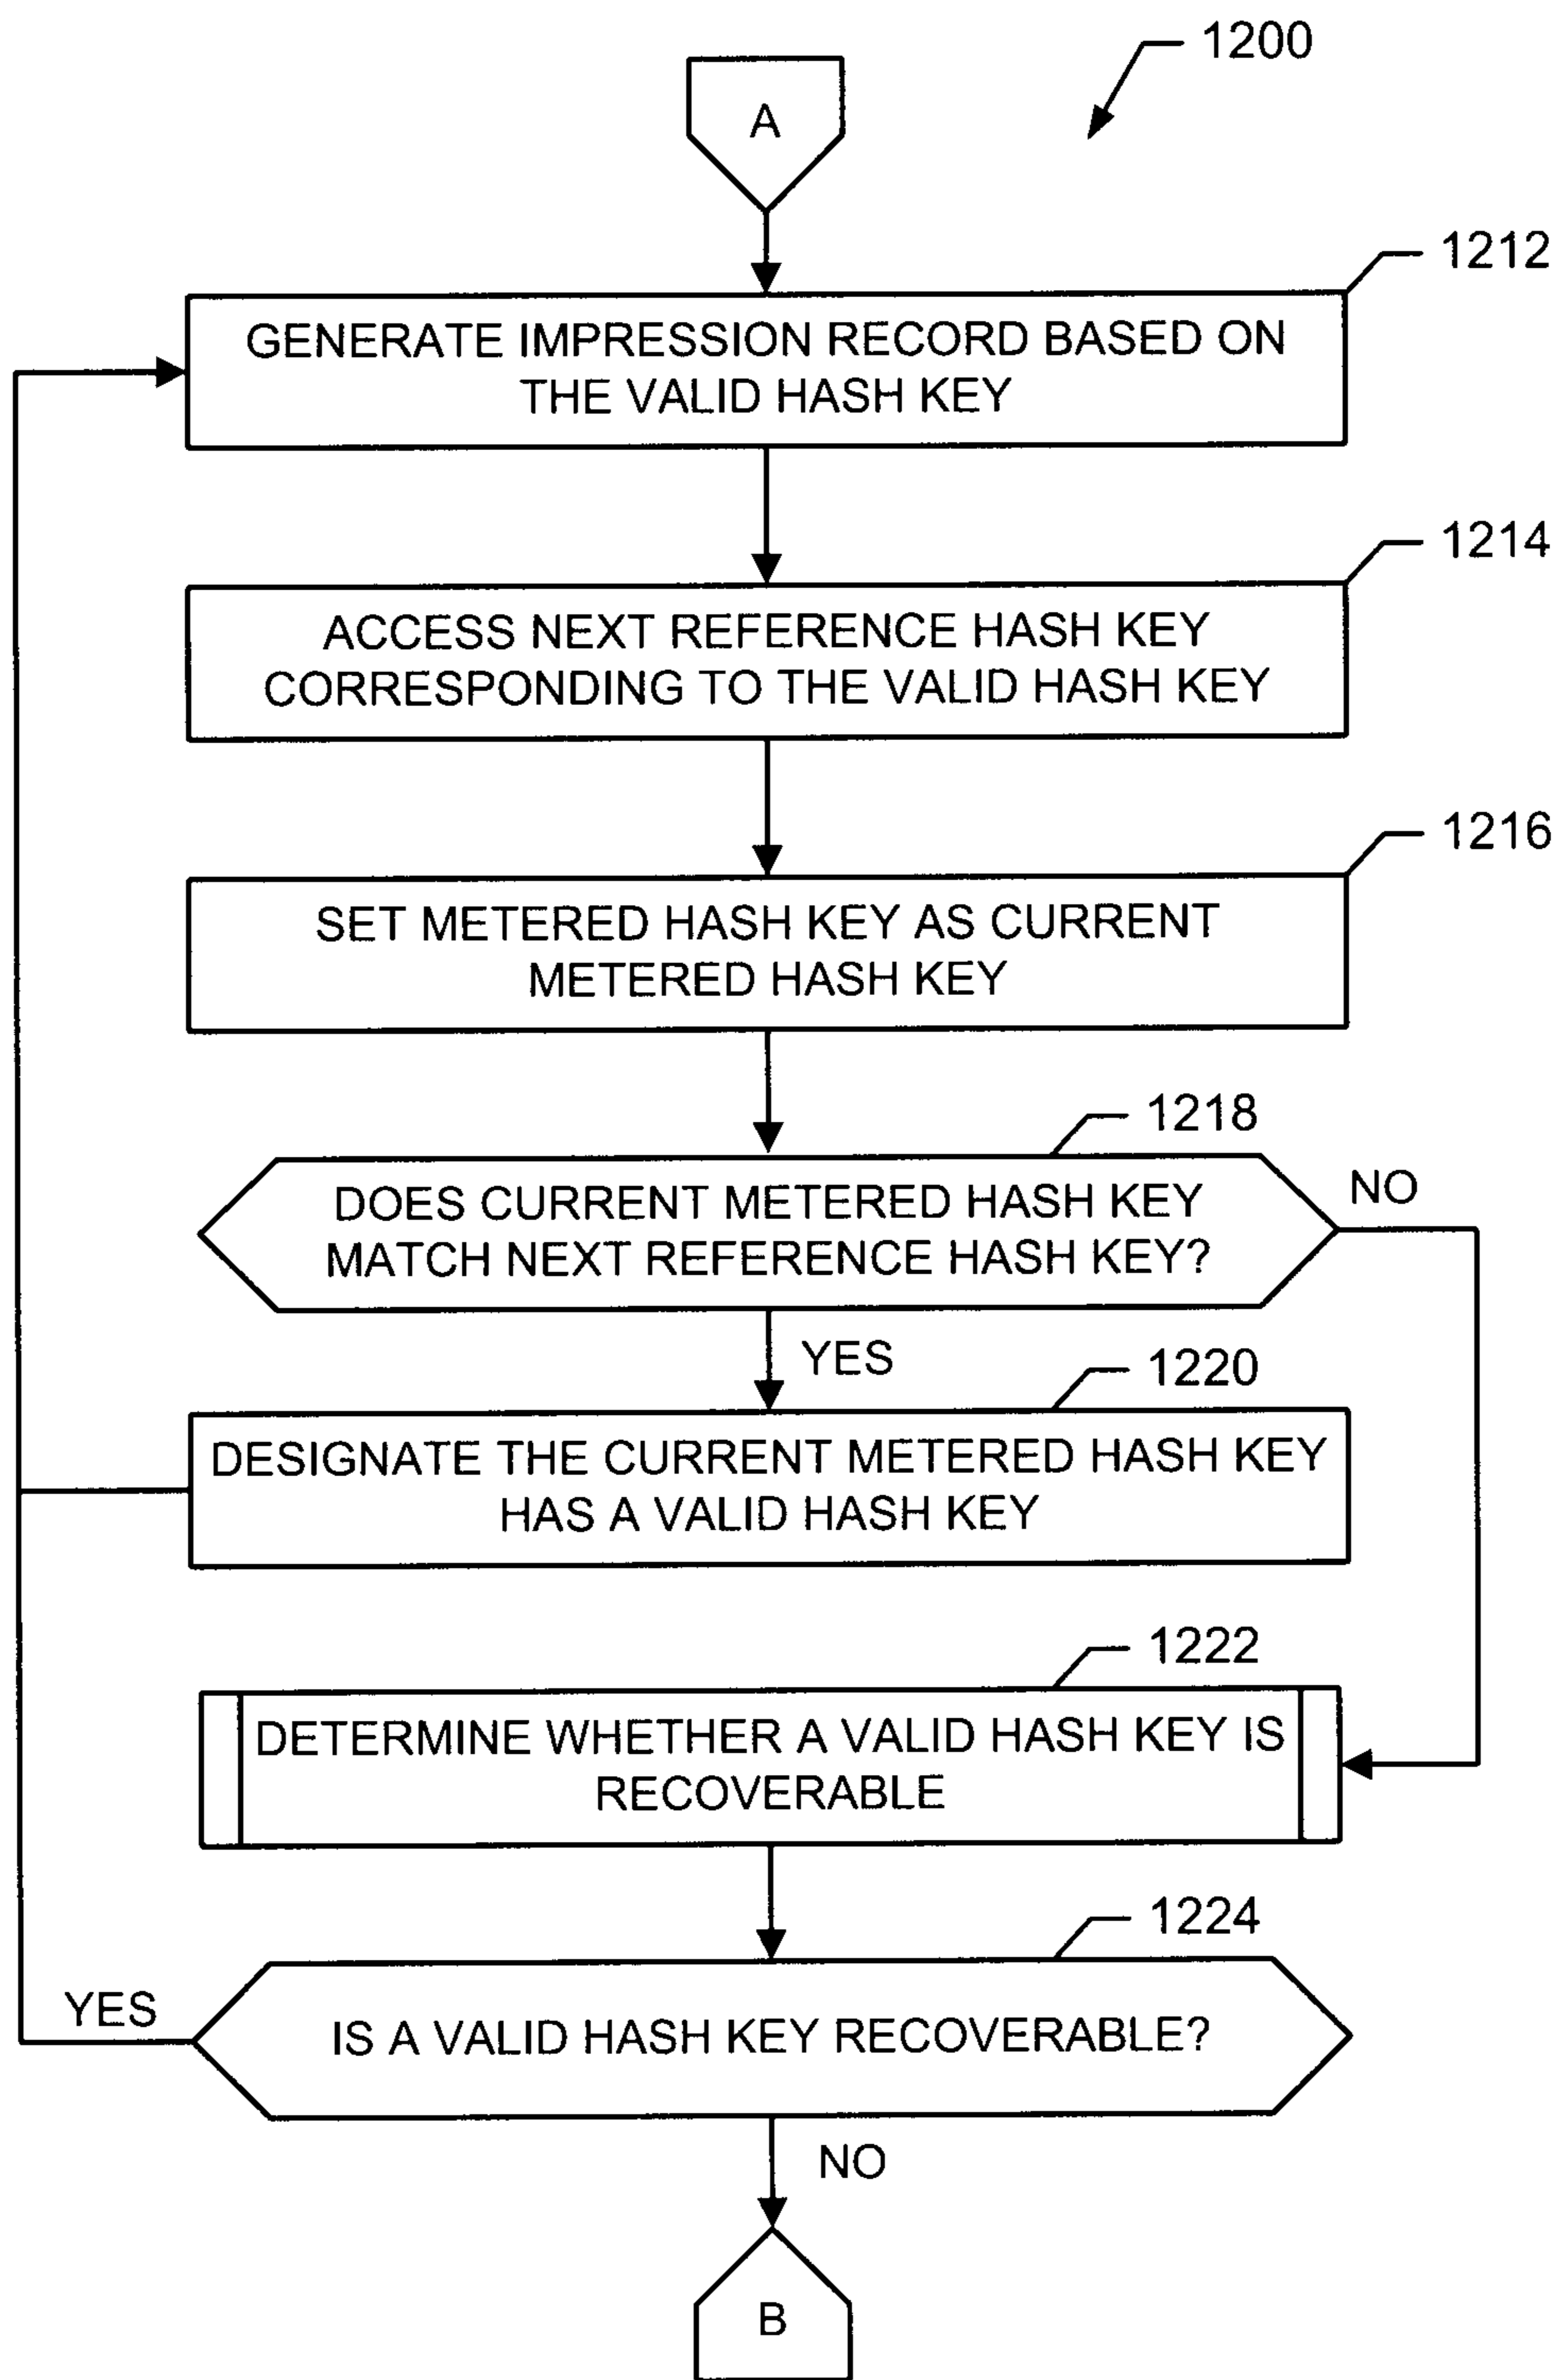 1200
A
1212
GENERATE IMPRESSION RECORD BASED ON
THE VALID HASH KEY
1214
ACCESS NEXT REFERENCE HASH KEY
CORRESPONDING TO THE VALID HASH KEY
1216
SET METERED HASH KEY AS CURRENT
METERED HASH KEY
1218
DOES CURRENT METERED HASH KEY
MATCH NEXT REFERENCE HASH KEY?
NO
YES
1220
DESIGNATE THE CURRENT METERED HASH KEY
HAS A VALID HASH KEY
1222
DETERMINE WHETHER A VALID HASH KEY IS
RECOVERABLE
1224
YES
IS A VALID HASH KEY RECOVERABLE?
NO
B